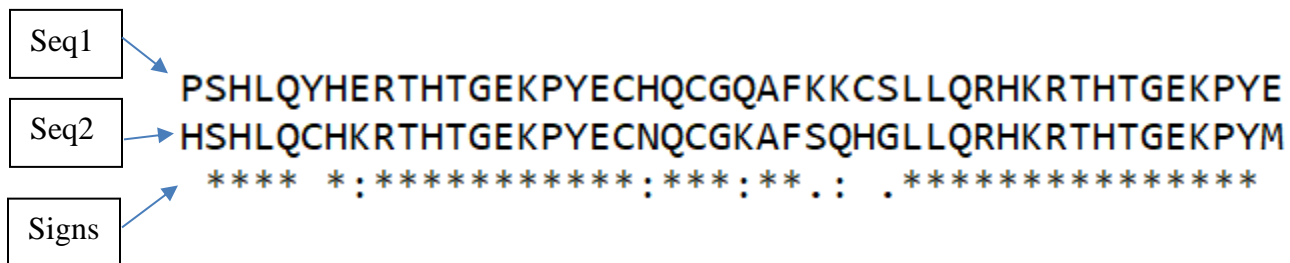 Seq1
PSHLQYHERTHTGEKPYECHQCGQAFKKCSLLQRHKRTHTGEKPYE
Seq2
HSHLQCHKRTHTGEKPYECNQCGKAFSQHGLLQRHKRTHTGEKPYM
**** *:***********:***:**.: .***************
Signs